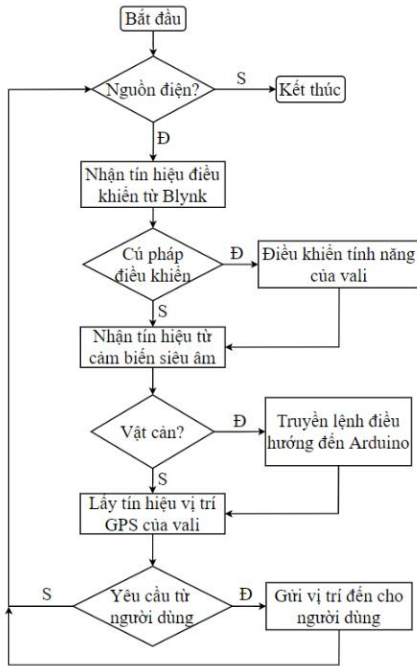 Bắt đầu
Nguồn điện?
S
Kết thúc
Đ
Nhận tín hiệu điều
khiển từ Blynk
Cú pháp
điều khiển
Đ
Điều khiển tính năng
của vali
S
Nhận tín hiệu từ
cảm biến siêu âm
Vật cản?
Đ
Truyền lệnh điều
hướng đến Arduino
S
Lấy tín hiệu vị trí
GPS của vali
S
Yêu cầu từ
người dùng
Đ
Gửi vị trí đến cho
người dùng